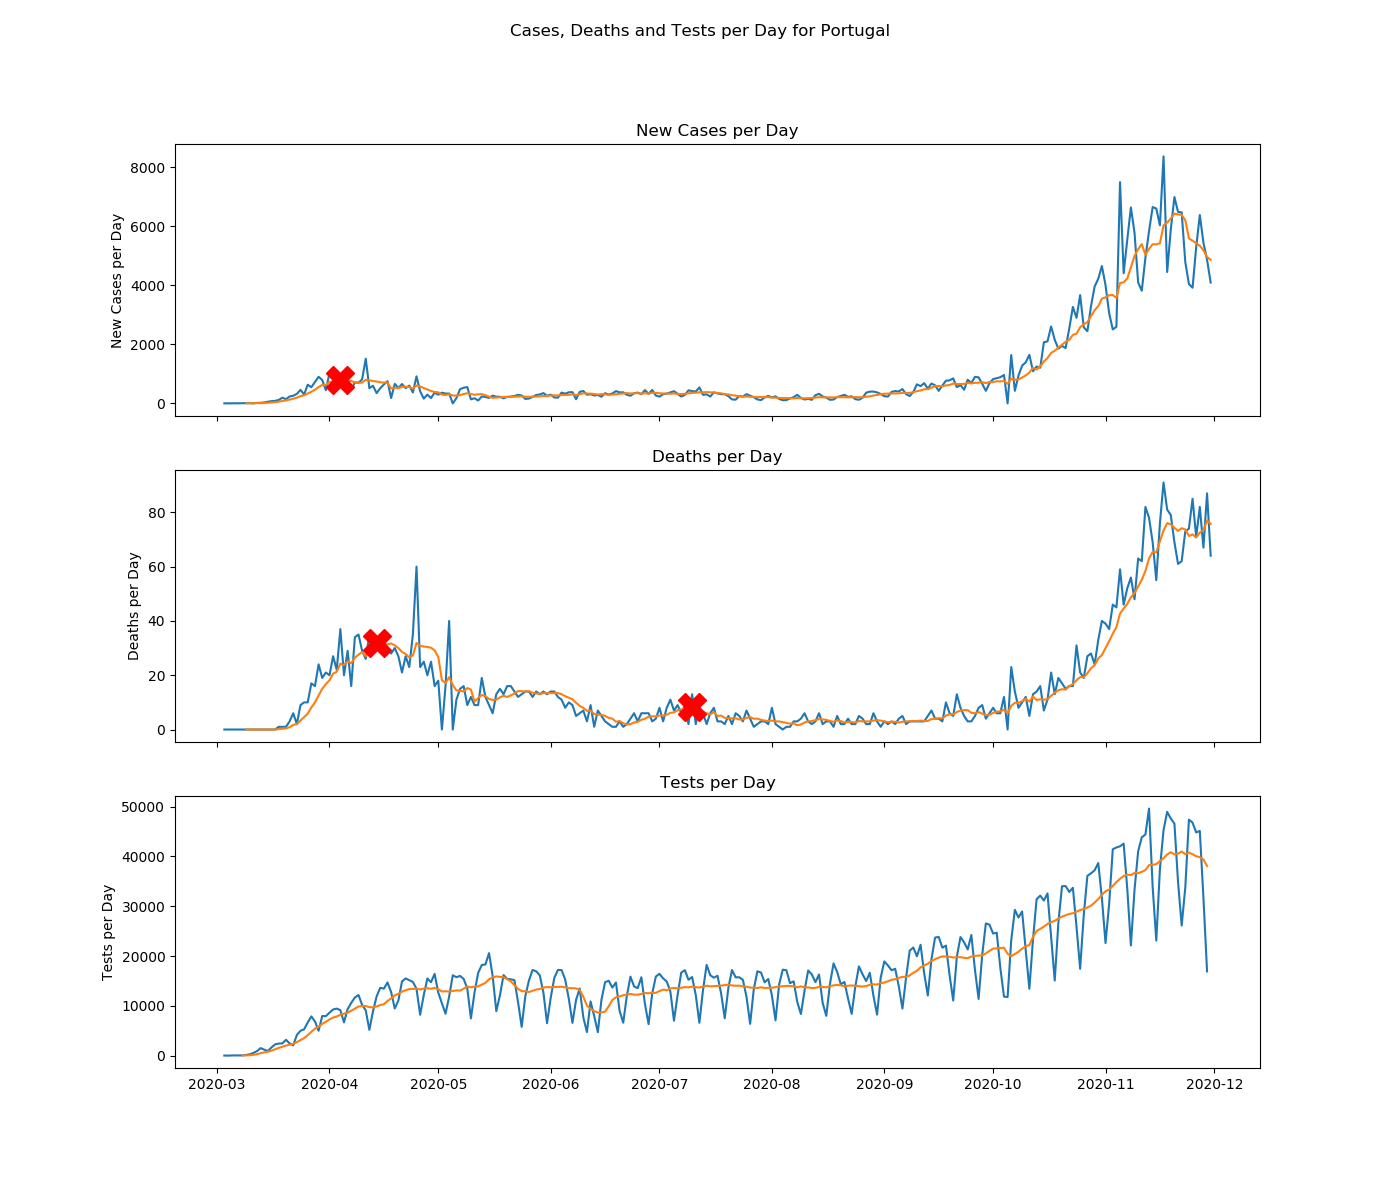 Cases, Deaths and Tests per Day for Portugal
New Cases per Day
8000
6000
4000
2000
0
New Cases per Day
Deaths per Day
80
60
40
20
0
Deaths per Day
Tests per Day
50000
40000
30000
20000
10000
0
Tests per Day
2020-03 2020-04 2020-05 2020-06 2020-07 2020-08 2020-09 2020-10 2020-11 2020-12